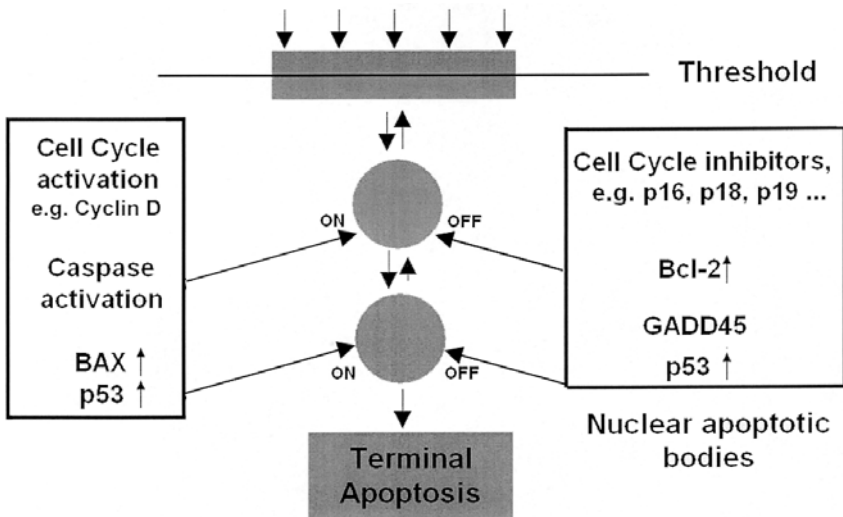 Threshold
Cell Cycle
activation
e.g. Cyclin D
Caspase
activation
BAX ↑
p53 ↑
ON
OFF
ON
OFF
Cell Cycle inhibitors,
e.g. p16, p18, p19 ...
Bcl-2↑
GADD45
p53 ↑
Nuclear apoptotic
bodies
Terminal
Apoptosis